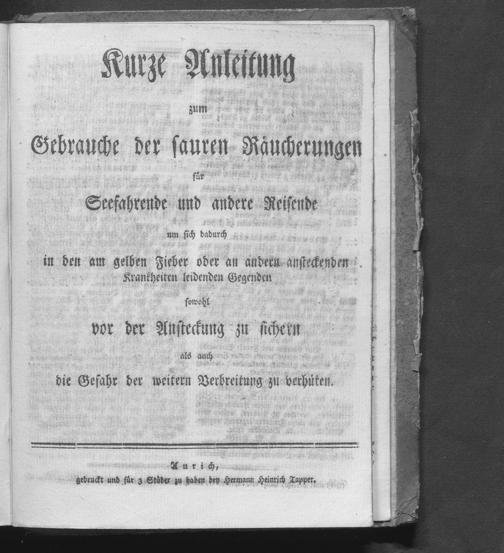 Kurze Anleitung
zum
Gebrauche der sauren Räucherungen
für
Seefahrende und andere Reisende
um sich dadurch
in den am gelben Fieber oder an andern ansteckenden
Krankheiten leidenden Gegenden
sowohl
vor der Ansteckung zu sichern
als auch
die Gefahr der weitern Verbreitung zu verhüten.
Aurich,
gedruckt und für 3 Stüber zu haben bey Hermann Heinrich Tapper.